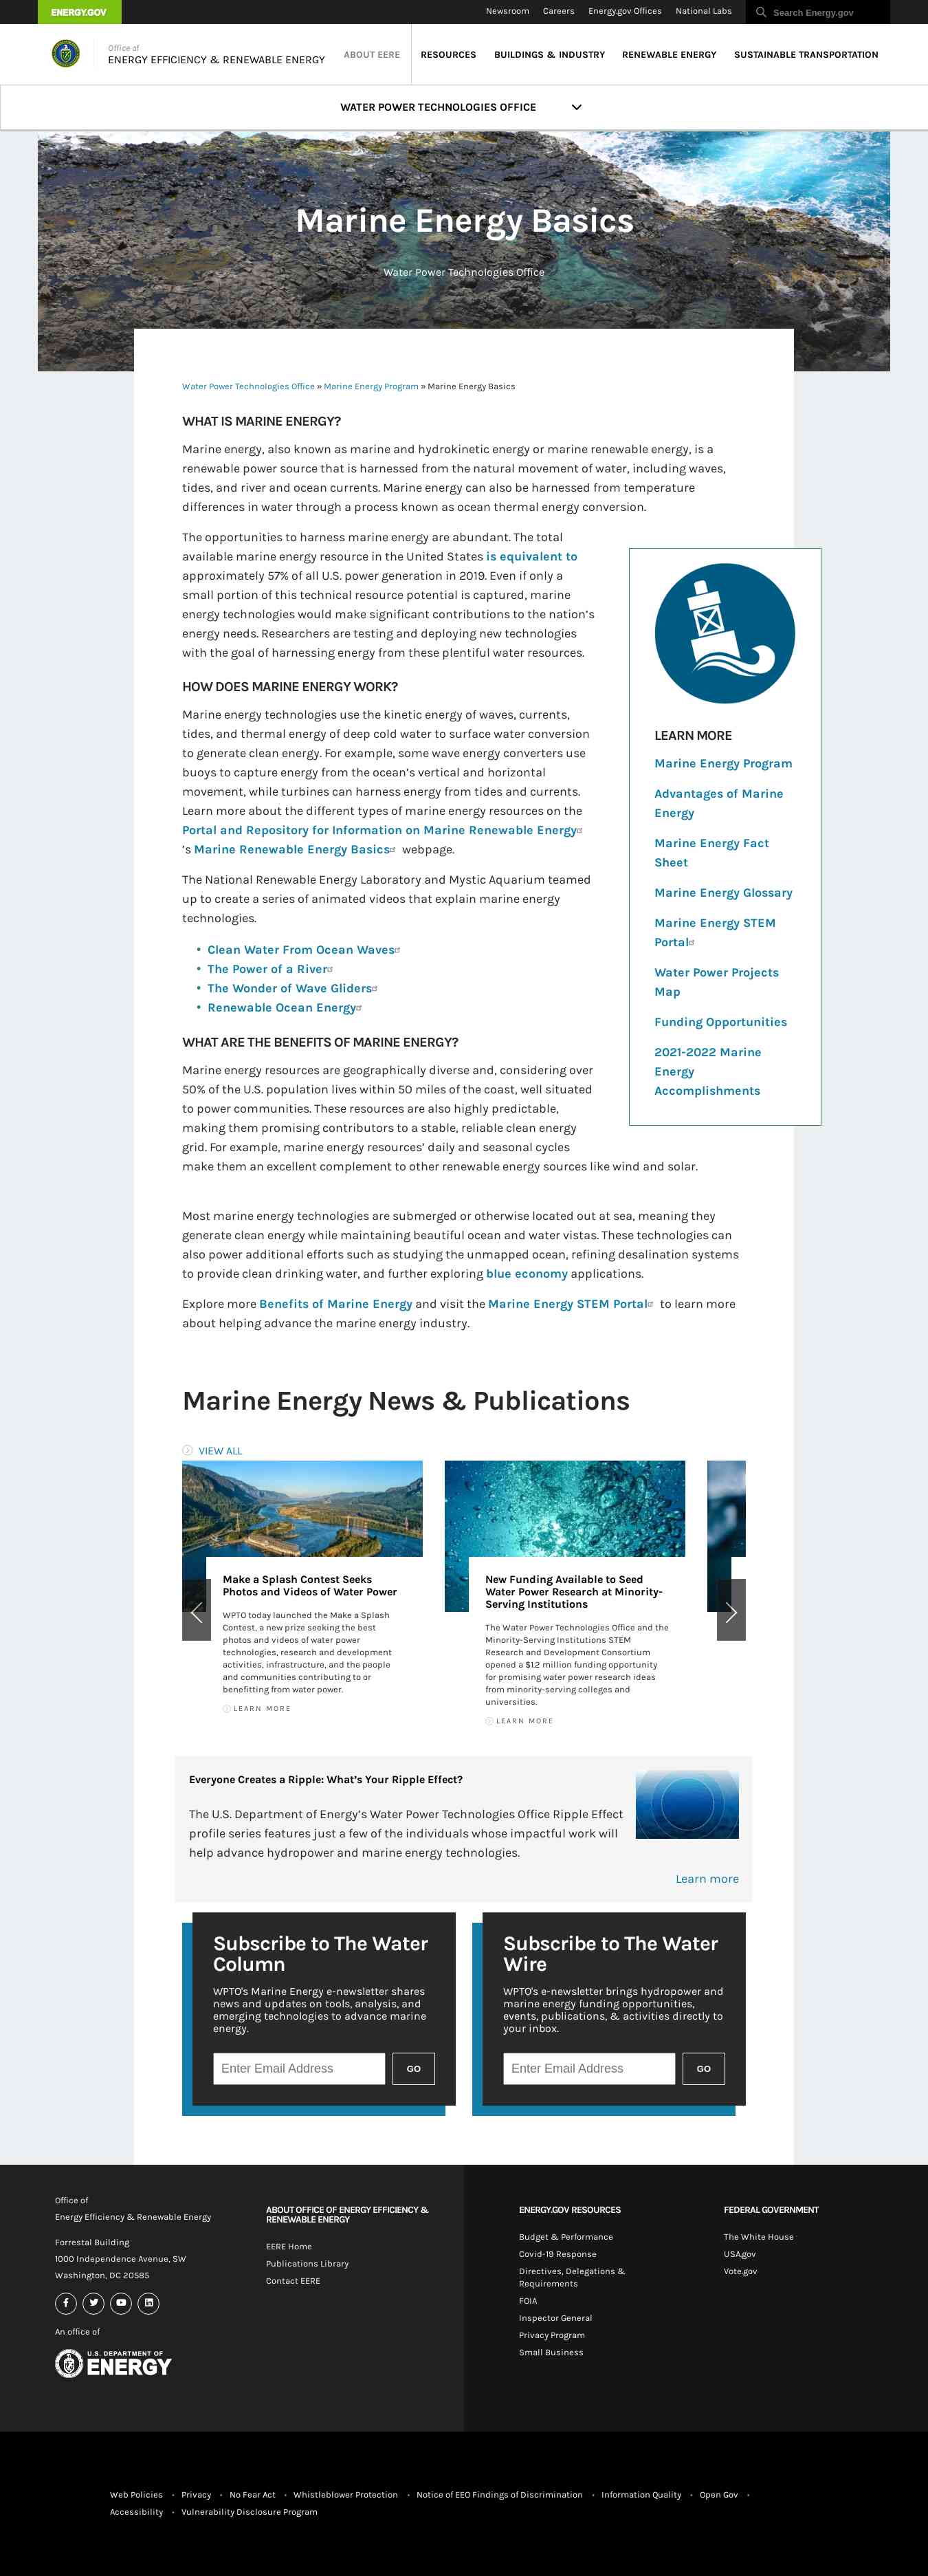 ENERGY.GOV
Newsroom Careers Energy.gov Offices National Labs Search Energy.gov
Office of
ENERGY EFFICIENCY & RENEWABLE ENERGY
ABOUT EERE RESOURCES BUILDINGS & INDUSTRY RENEWABLE ENERGY SUSTAINABLE TRANSPORTATION
WATER POWER TECHNOLOGIES OFFICE
Marine Energy Basics
Water Power Technologies Office
Water Power Technologies Office » Marine Energy Program » Marine Energy Basics
WHAT IS MARINE ENERGY?
Marine energy, also known as marine and hydrokinetic energy or marine renewable energy, is a
renewable power source that is harnessed from the natural movement of water, including waves,
tides, and river and ocean currents. Marine energy can also be harnessed from temperature
differences in water through a process known as ocean thermal energy conversion.
The opportunities to harness marine energy are abundant. The total
available marine energy resource in the United States is equivalent to
approximately 57% of all U.S. power generation in 2019. Even if only a
small portion of this technical resource potential is captured, marine
energy technologies would make significant contributions to the nation's
energy needs. Researchers are testing and deploying new technologies
with the goal of harnessing energy from these plentiful water resources.
HOW DOES MARINE ENERGY WORK?
Marine energy technologies use the kinetic energy of waves, currents,
tides, and thermal energy of deep cold water to surface water conversion
to generate clean energy. For example, some wave energy converters use
buoys to capture energy from the ocean's vertical and horizontal
movement, while turbines can harness energy from tides and currents.
Learn more about the different types of marine energy resources on the
Portal and Repository for Information on Marine Renewable Energy
's Marine Renewable Energy Basics webpage.
The National Renewable Energy Laboratory and Mystic Aquarium teamed
up to create a series of animated videos that explain marine energy
technologies.
• Clean Water From Ocean Waves
• The Power of a River
• The Wonder of Wave Gliders
• Renewable Ocean Energy
LEARN MORE
Marine Energy Program
Advantages of Marine
Energy
Marine Energy Fact
Sheet
Marine Energy Glossary
Marine Energy STEM
Portal
Water Power Projects
Map
Funding Opportunities
2021-2022 Marine
Energy
Accomplishments
WHAT ARE THE BENEFITS OF MARINE ENERGY?
Marine energy resources are geographically diverse and, considering over
50% of the U.S. population lives within 50 miles of the coast, well situated
to power communities. These resources are also highly predictable,
making them promising contributors to a stable, reliable clean energy
grid. For example, marine energy resources' daily and seasonal cycles
make them an excellent complement to other renewable energy sources like wind and solar.
Most marine energy technologies are submerged or otherwise located out at sea, meaning they
generate clean energy while maintaining beautiful ocean and water vistas. These technologies can
also power additional efforts such as studying the unmapped ocean, refining desalination systems
to provide clean drinking water, and further exploring blue economy applications.
Explore more Benefits of Marine Energy and visit the Marine Energy STEM Portal to learn more
about helping advance the marine energy industry.
Marine Energy News & Publications
VIEW ALL
Make a Splash Contest Seeks
Photos and Videos of Water Power
WPTO today launched the Make a Splash
Contest, a new prize seeking the best
photos and videos of water power
technologies, research and development
activities, infrastructure, and the people
and communities contributing to or
benefitting from water power.
LEARN MORE
New Funding Available to Seed
Water Power Research at Minority-
Serving Institutions
The Water Power Technologies Office and the
Minority-Serving Institutions STEM
Research and Development Consortium
opened a $1.2 million funding opportunity
for promising water power research ideas
from minority-serving colleges and
universities.
LEARN MORE
Everyone Creates a Ripple: What's Your Ripple Effect?
The U.S. Department of Energy's Water Power Technologies Office Ripple Effect
profile series features just a few of the individuals whose impactful work will
help advance hydropower and marine energy technologies.
Learn more
Subscribe to The Water
Column
WPTO's Marine Energy e-newsletter shares
news and updates on tools, analysis, and
emerging technologies to advance marine
energy.
Enter Email Address GO
Subscribe to The Water
Wire
WPTO's e-newsletter brings hydropower and
marine energy funding opportunities,
events, publications, & activities directly to
your inbox.
Enter Email Address GO
Office of
Energy Efficiency & Renewable Energy
Forrestal Building
1000 Independence Avenue, SW
Washington, DC 20585
An office of
U.S. DEPARTMENT OF
ENERGY
ABOUT OFFICE OF ENERGY EFFICIENCY &
RENEWABLE ENERGY
EERE Home
Publications Library
Contact EERE
ENERGY.GOV RESOURCES
Budget & Performance
Covid-19 Response
Directives, Delegations &
Requirements
FOIA
Inspector General
Privacy Program
Small Business
FEDERAL GOVERNMENT
The White House
USA.gov
Vote.gov
Web Policies • Privacy • No Fear Act • Whistleblower Protection • Notice of EEO Findings of Discrimination • Information Quality • Open Gov •
Accessibility • Vulnerability Disclosure Program